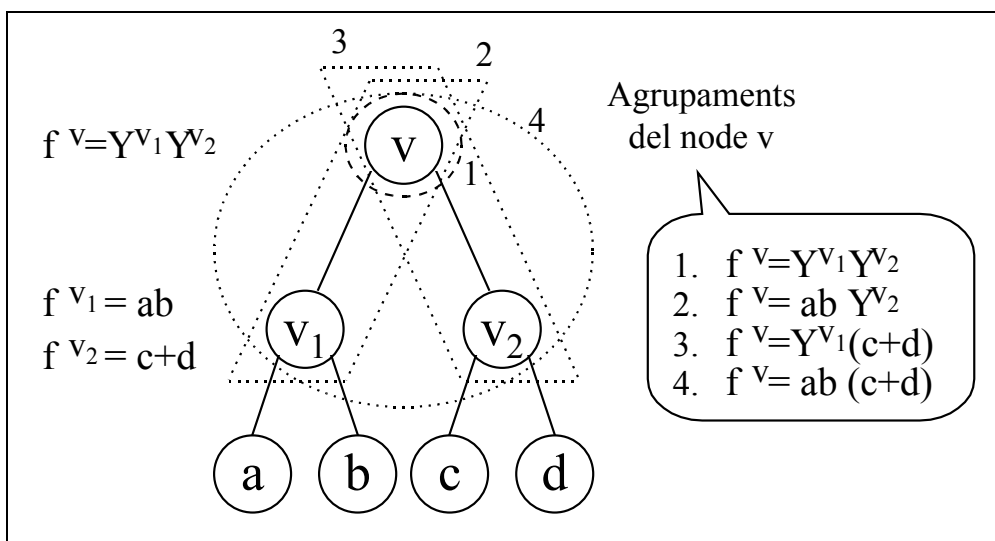 3
2
4
1
f v=Yv1Yv2
f v1 = ab
f v2 = c+d
v
v1
v2
a
b
c
d
Agrupaments
del node v
1. f v=Yv1Yv2
2. f v= ab Yv2
3. f v=Yv1(c+d)
4. f v= ab (c+d)